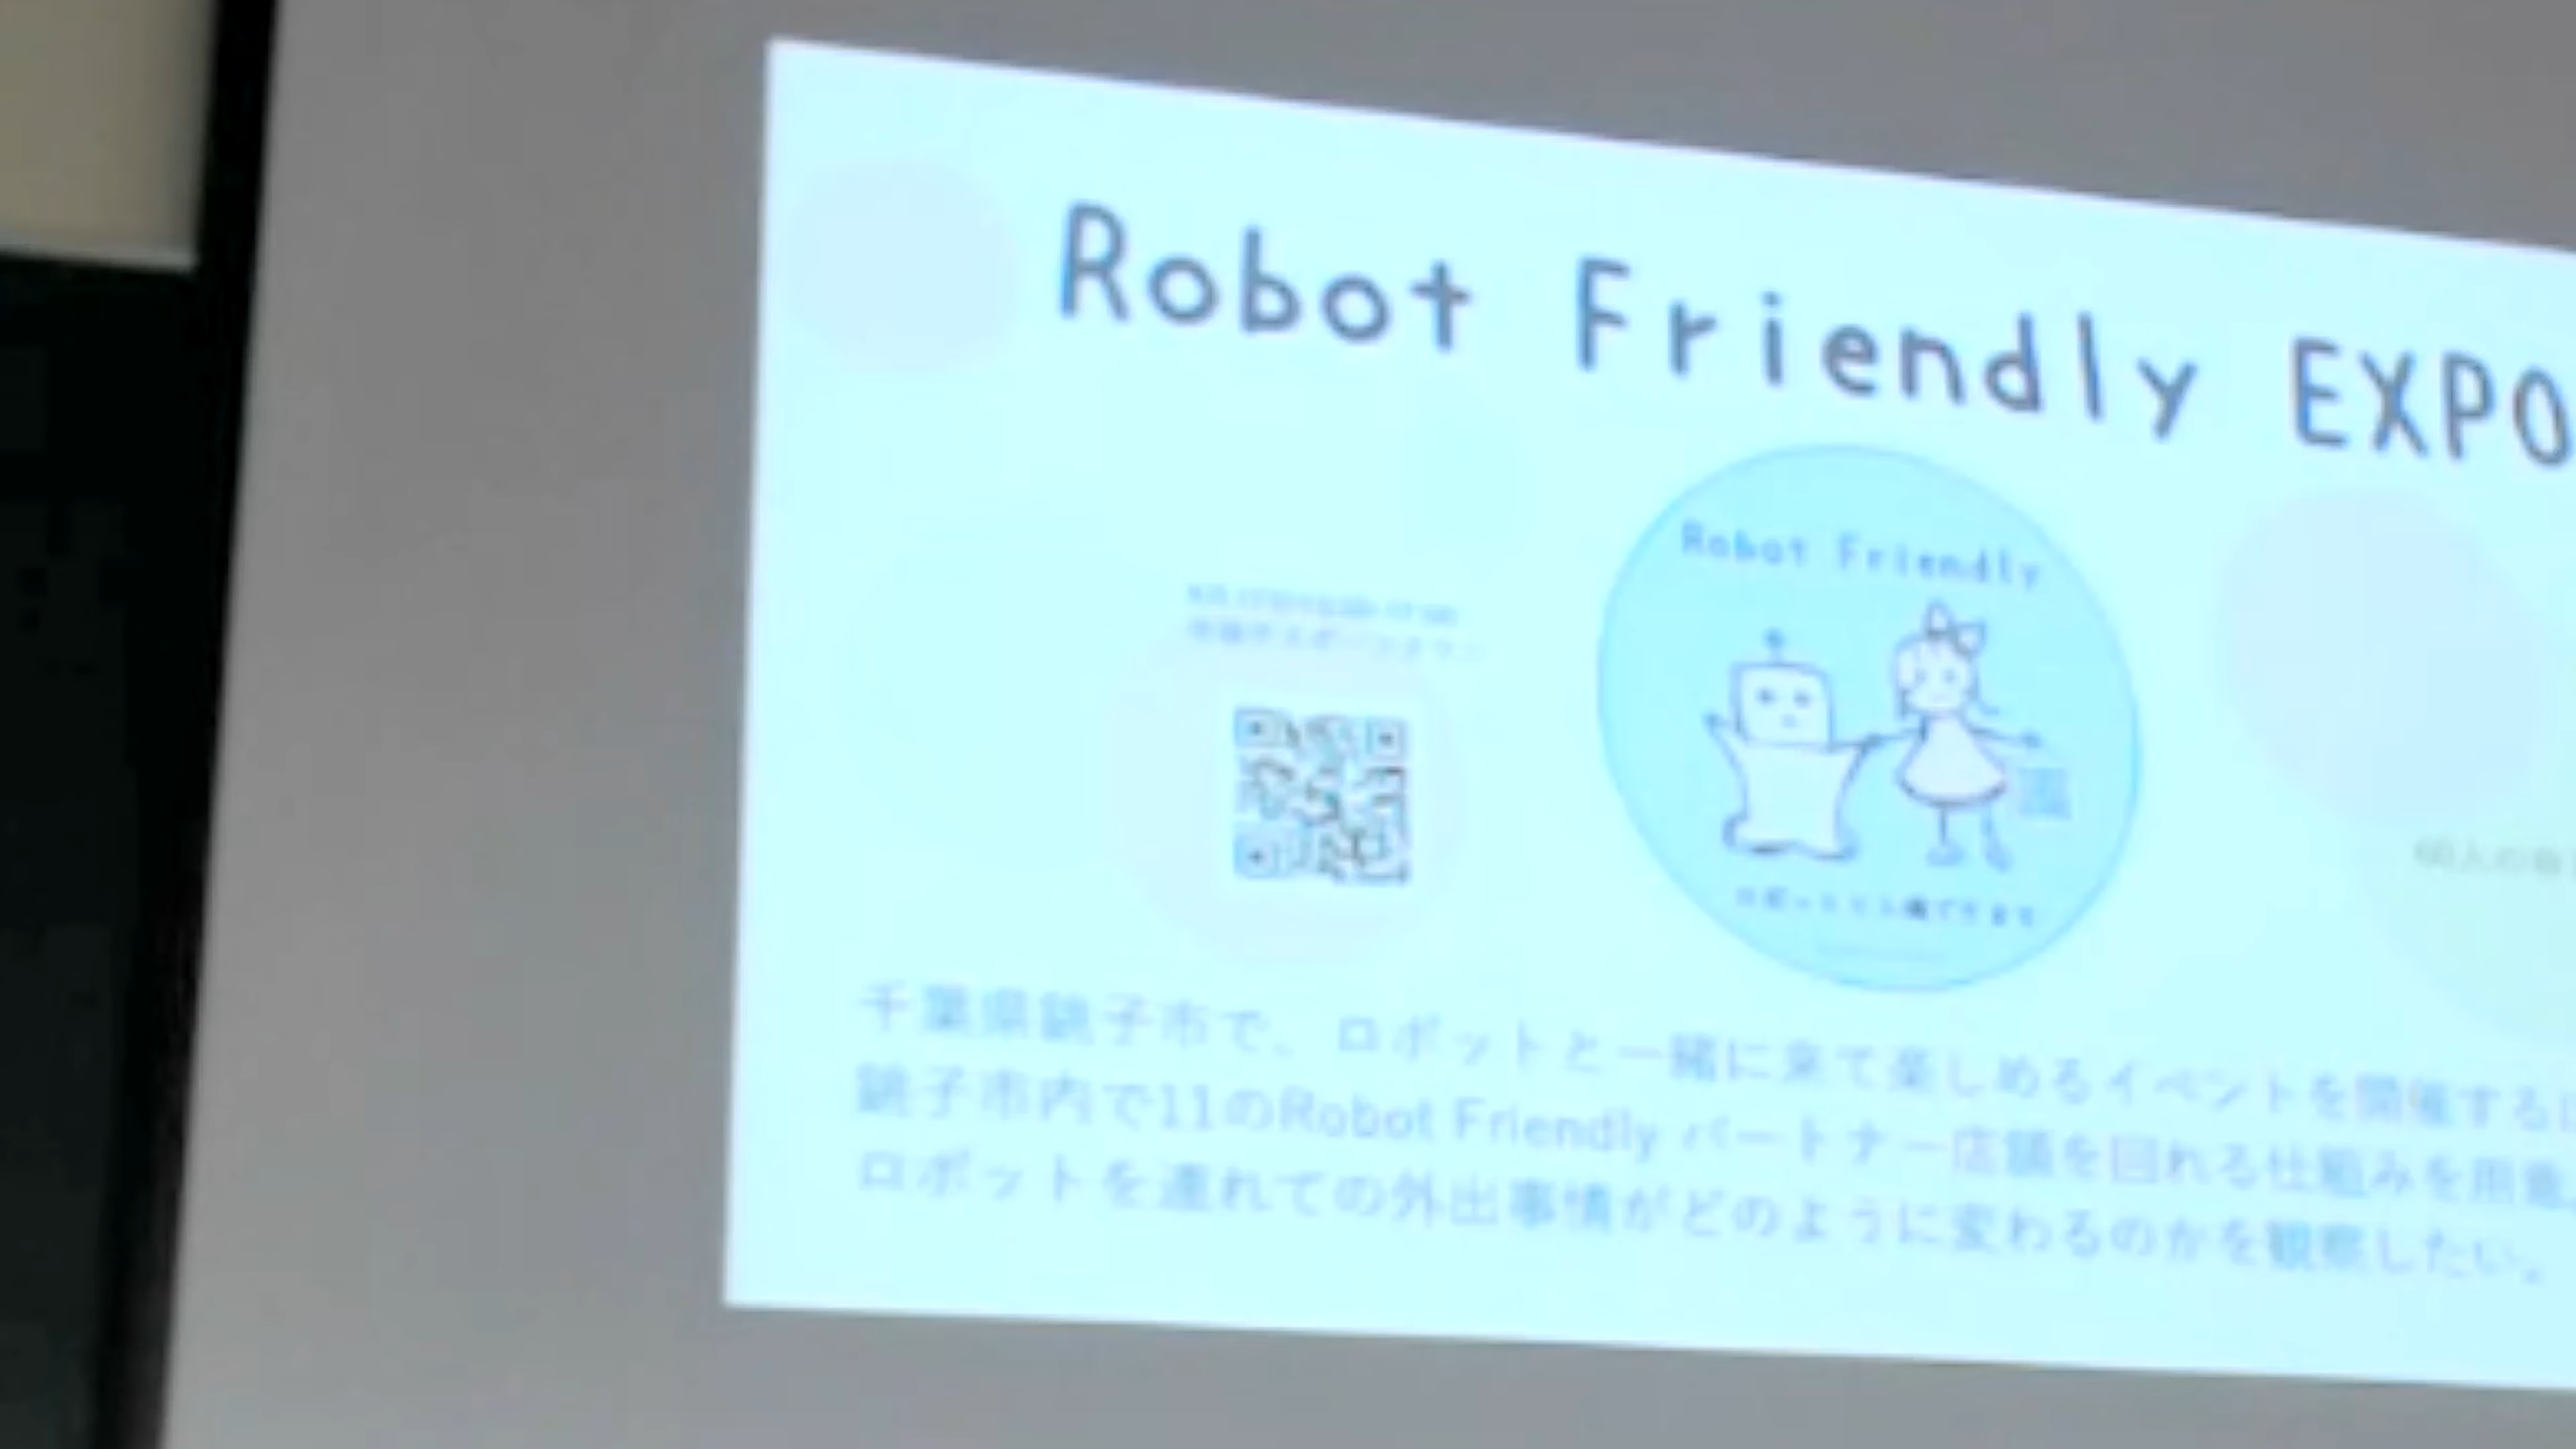 Robot Friendly EXPO
Robot Friendly
千葉県銚子市で、ロボットと一緒に来て楽しめるイベントを開催する
銚子市内で11のRobot Friendly パートナー店舗を回れる仕組みを用意
ロボットを連れての外出事情がどのように変わるのかを観察したい。